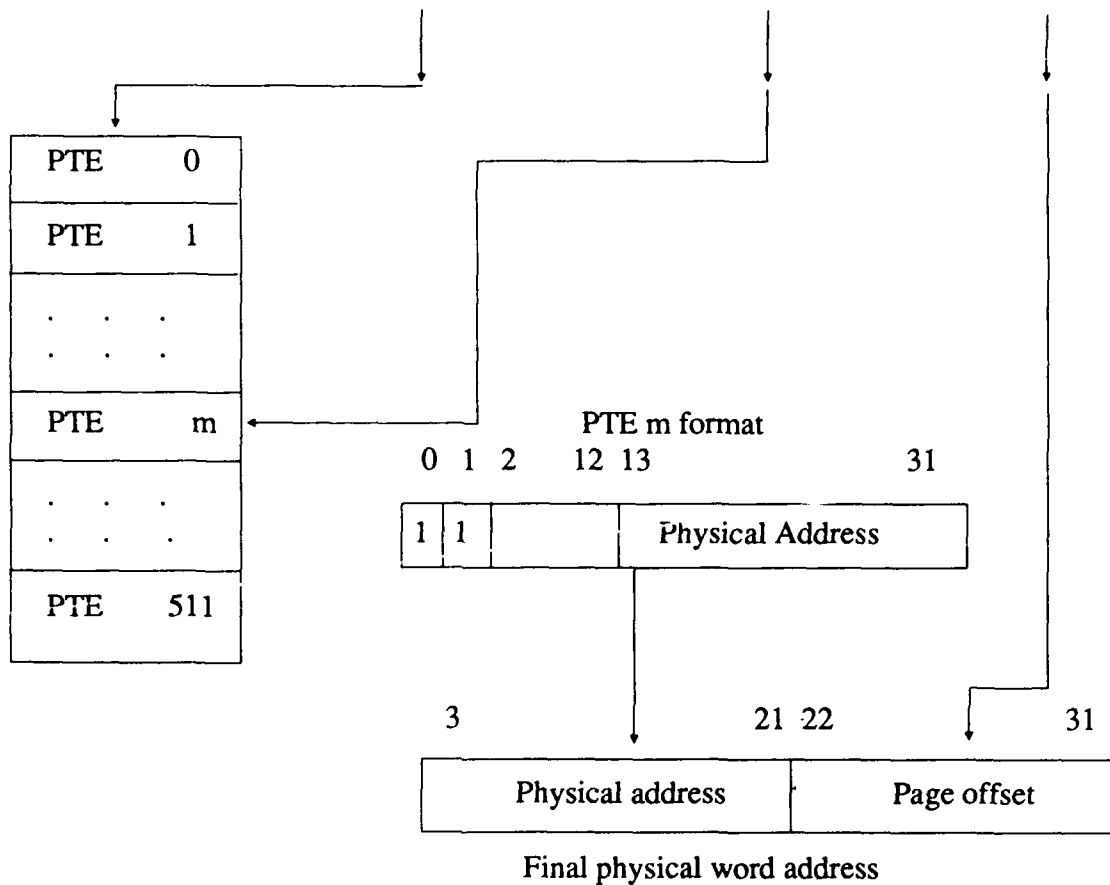 PTE 0
PTE 1
. . .
. . .
PTE m
PTE m format
0 1 2 12 13 31
. . .
. . .
1 1 Physical Address
PTE 511
3 21 22 31
Physical address Page offset
Final physical word address